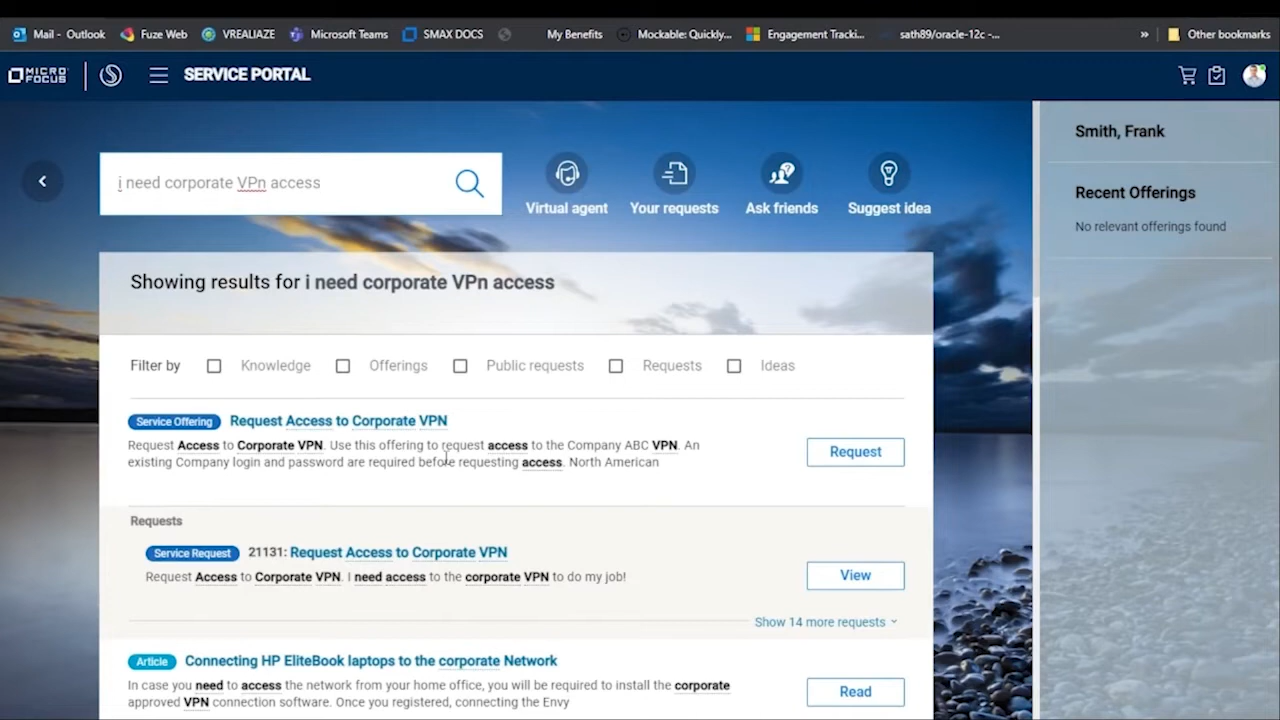 Mail - Outlook Fuze Web VREALIAZE Microsoft Teams SMAX DOCS My Benefits Mockable: Quickly... Engagement Tracki... sath89/oracle-12c -... » Other bookmarks
MICRO FOCUS SERVICE PORTAL
Smith, Frank
i need corporate VPn access
Virtual agent Your requests Ask friends Suggest idea
Recent Offerings
No relevant offerings found
Showing results for i need corporate VPn access
Filter by Knowledge Offerings Public requests Requests Ideas
Service Offering Request Access to Corporate VPN
Request Access to Corporate VPN. Use this offering to request access to the Company ABC VPN. An
existing Company login and password are required before requesting access. North American
Request
Requests
Service Request 21131: Request Access to Corporate VPN
Request Access to Corporate VPN. I need access to the corporate VPN to do my job!
View
Show 14 more requests
Article Connecting HP EliteBook laptops to the corporate Network
In case you need to access the network from your home office, you will be required to install the corporate
approved VPN connection software. Once you registered, connecting the Envy
Read